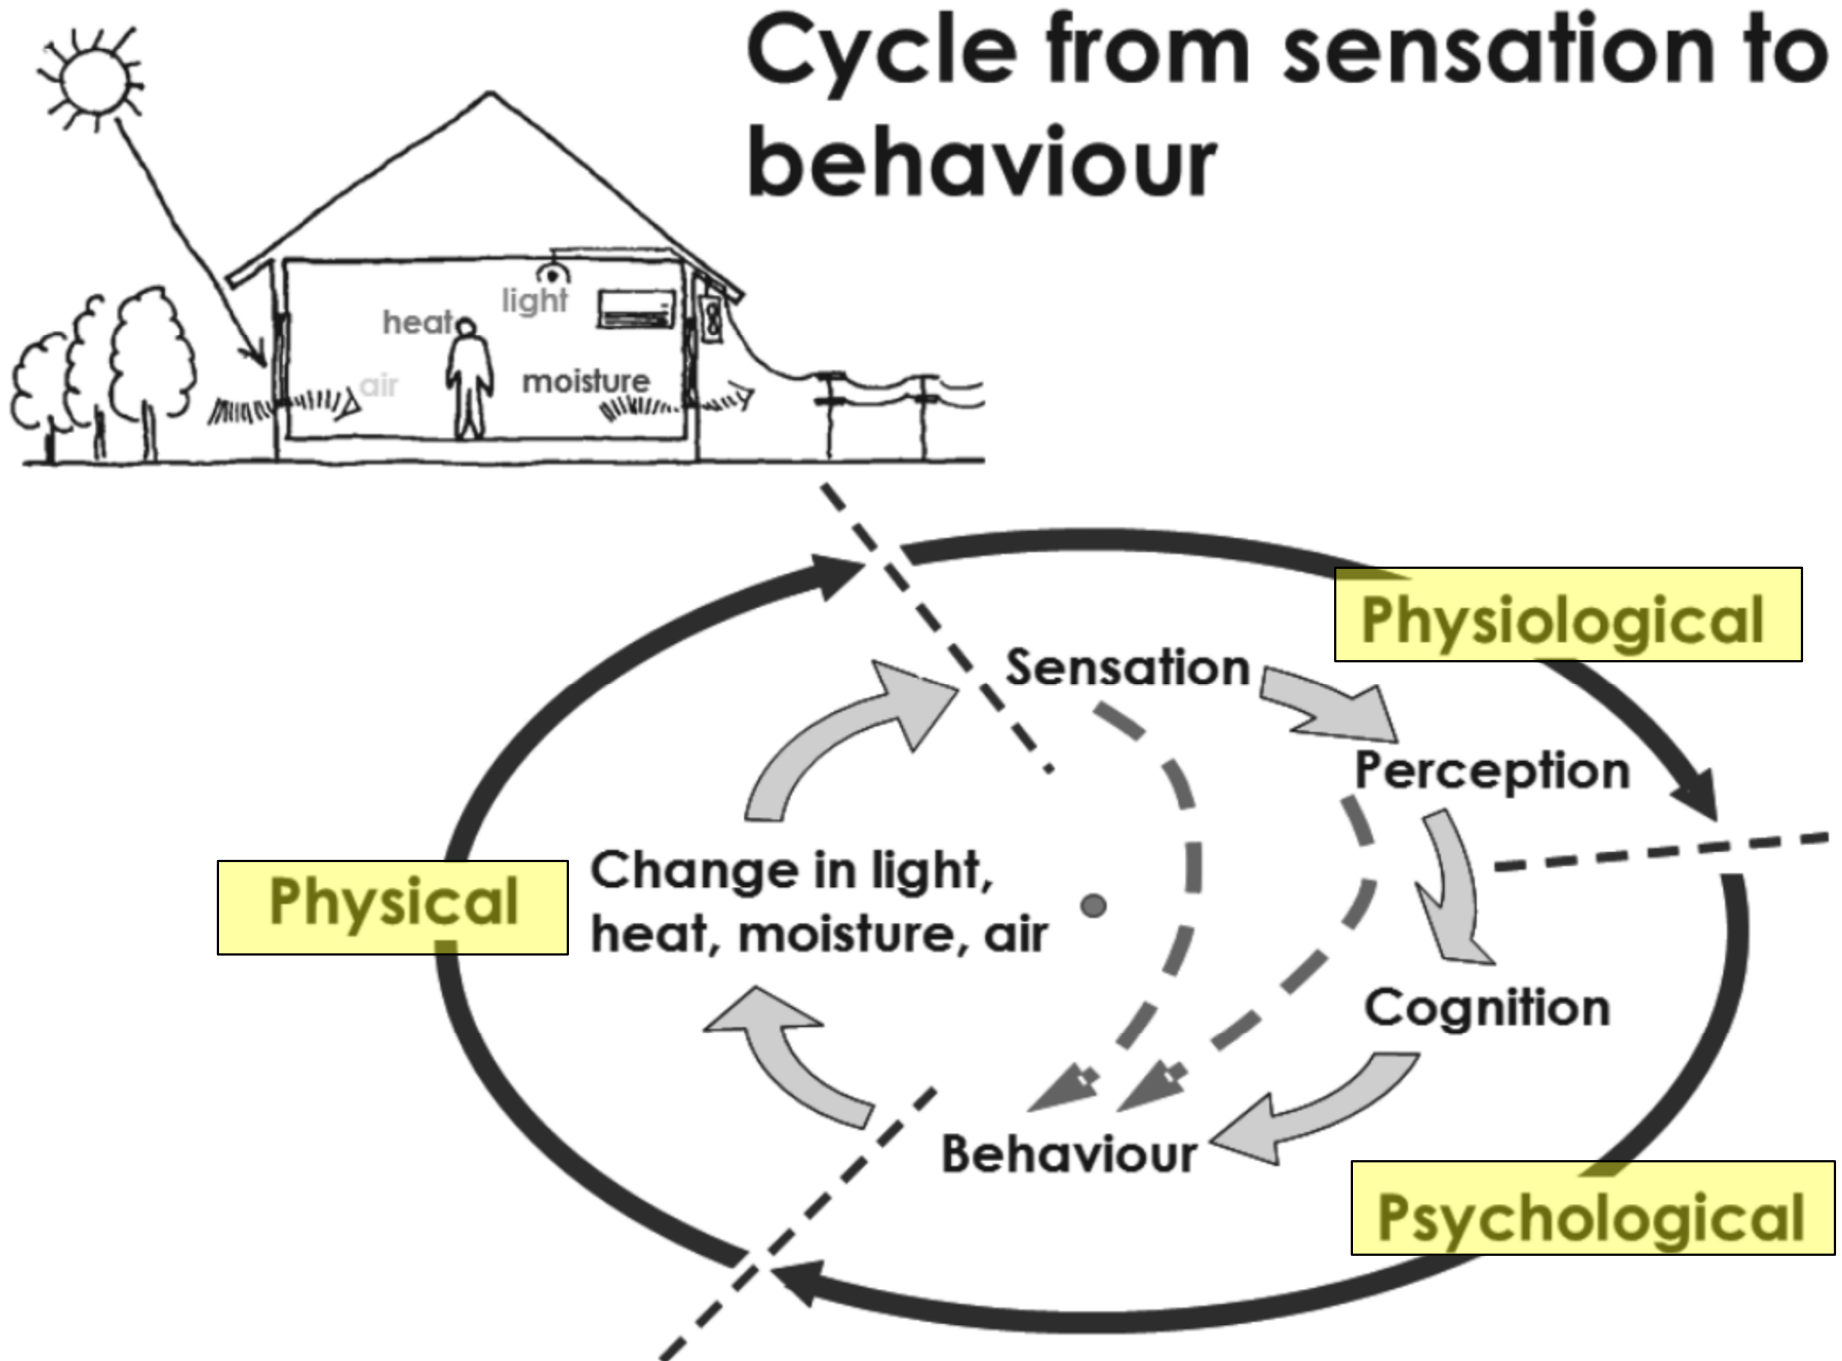 Cycle from sensation to
behaviour
light
heat
air
moisture
Physiological
Sensation
Perception
Physical
Change in light,
heat, moisture, air
Cognition
Behaviour
Psychological